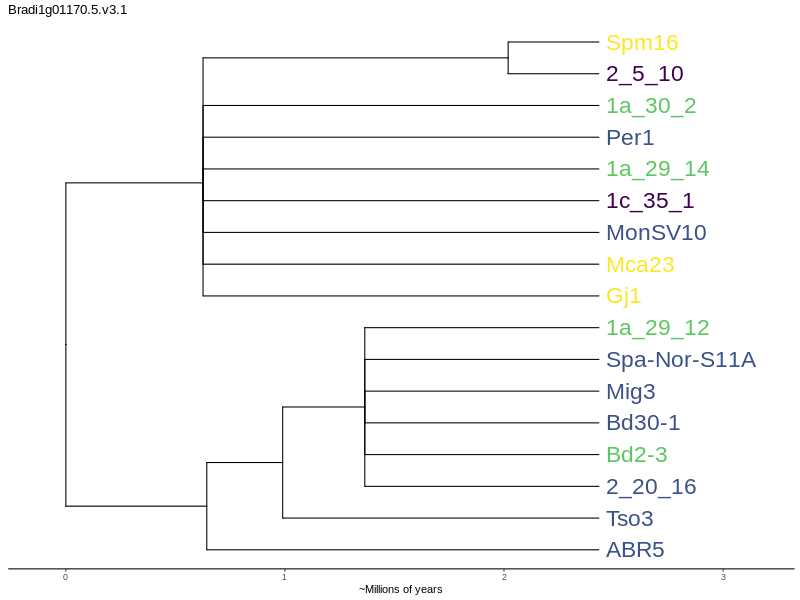 Bradi1g01170.5.v3.1
Spm16
2_5_10
1a_30_2
Per1
1a_29_14
1c_35_1
MonSV10
Mca23
Gj1
1a_29_12
Spa-Nor-S11A
Mig3
Bd30-1
Bd2-3
2_20_16
Tso3
ABR5
0 1 2 3
~Millions of years